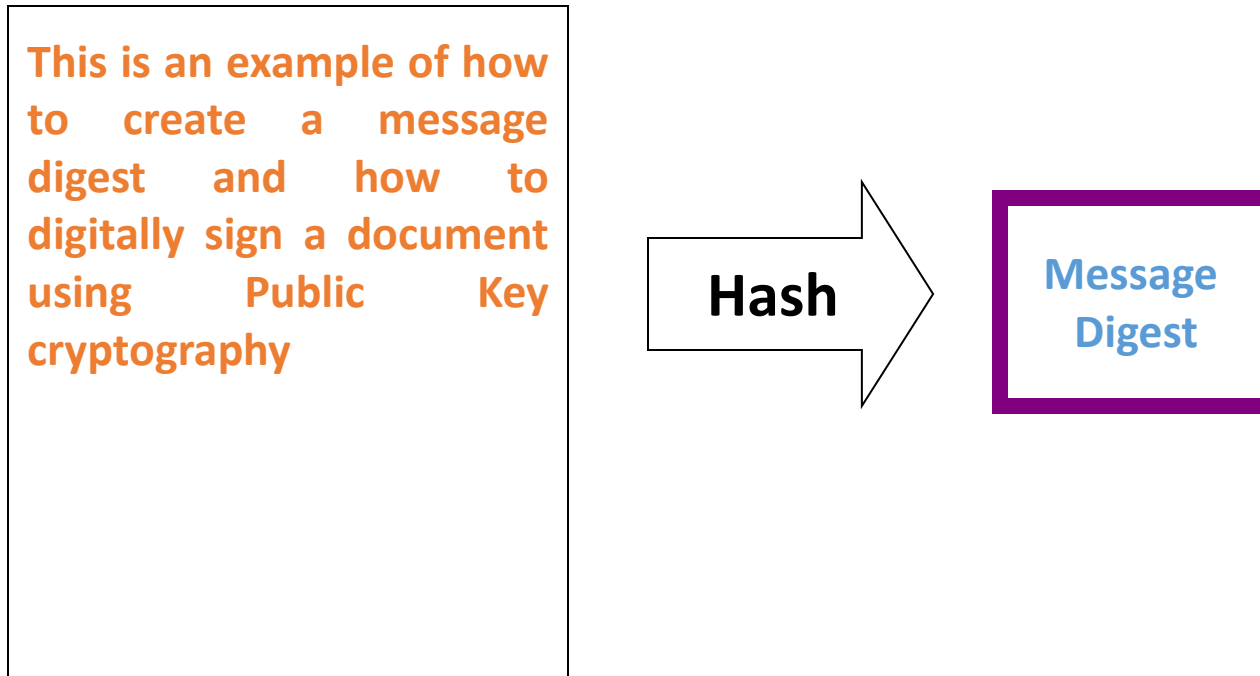 This is an example of how
to create a message
digest and how to
digitally sign a document
using Public Key
cryptography
Hash
Message
Digest